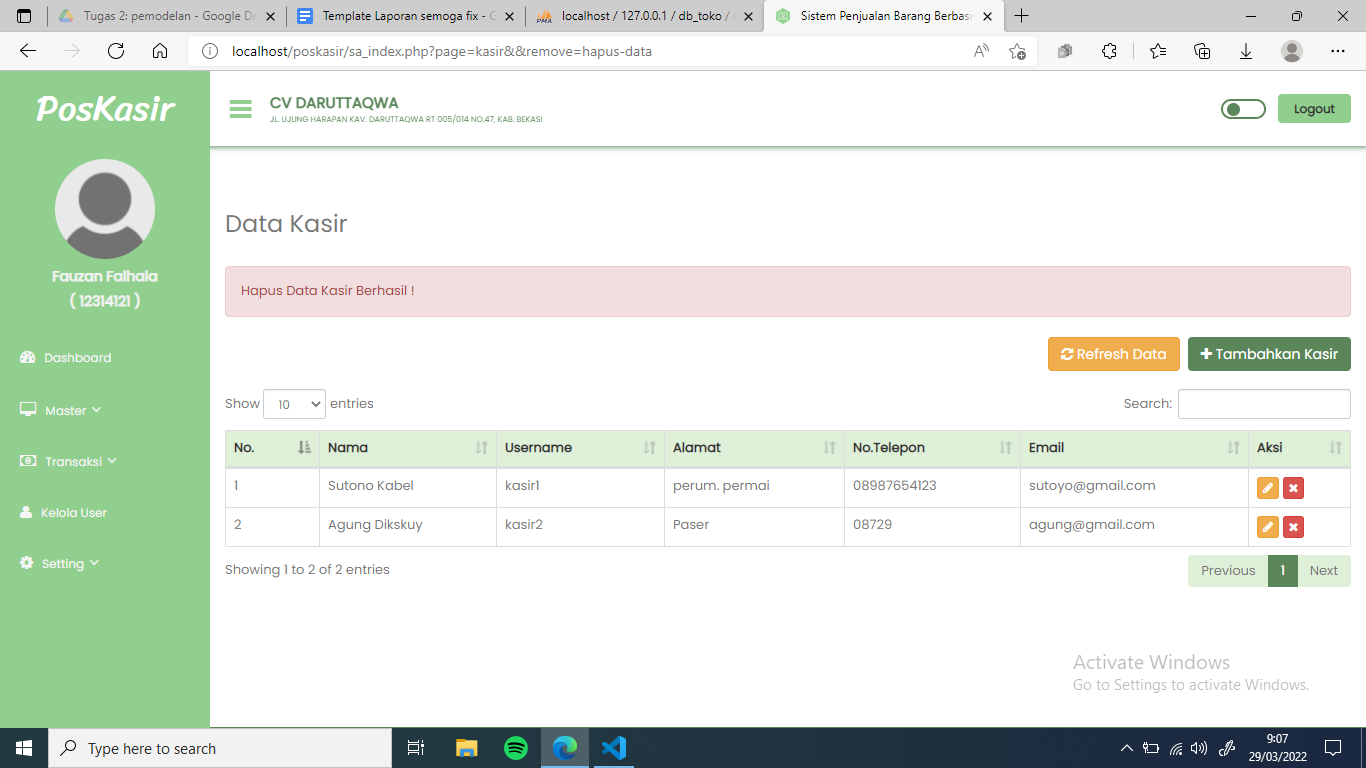 Tugas 2: pemodelan - Google Dr
Template Laporan semoga fix - G
localhost / 127.0.0.1 / db_toko /
Sistem Penjualan Barang Berbasi
localhost/poskasir/sa_index.php?page=kasir&&remove=hapus-data
PosKasir
CV DARUTTAQWA
JL. UJUNG HARAPAN KAV. DARUTTAQWA RT 005/014 NO.47, KAB. BEKASI
Logout
Fauzan Falhala
( 12314121 )
Dashboard
Master
Transaksi
Kelola User
Setting
Data Kasir
Hapus Data Kasir Berhasil !
Refresh Data
Tambahkan Kasir
Show 10 entries
Search:
No. Nama Username Alamat No.Telepon Email Aksi
1 Sutono Kabel kasir1 perum. permai 08987654123 sutoyo@gmail.com
2 Agung Dikskuy kasir2 Paser 08729 agung@gmail.com
Showing 1 to 2 of 2 entries
Previous 1 Next
Activate Windows
Go to Settings to activate Windows.
Type here to search
9:07
29/03/2022